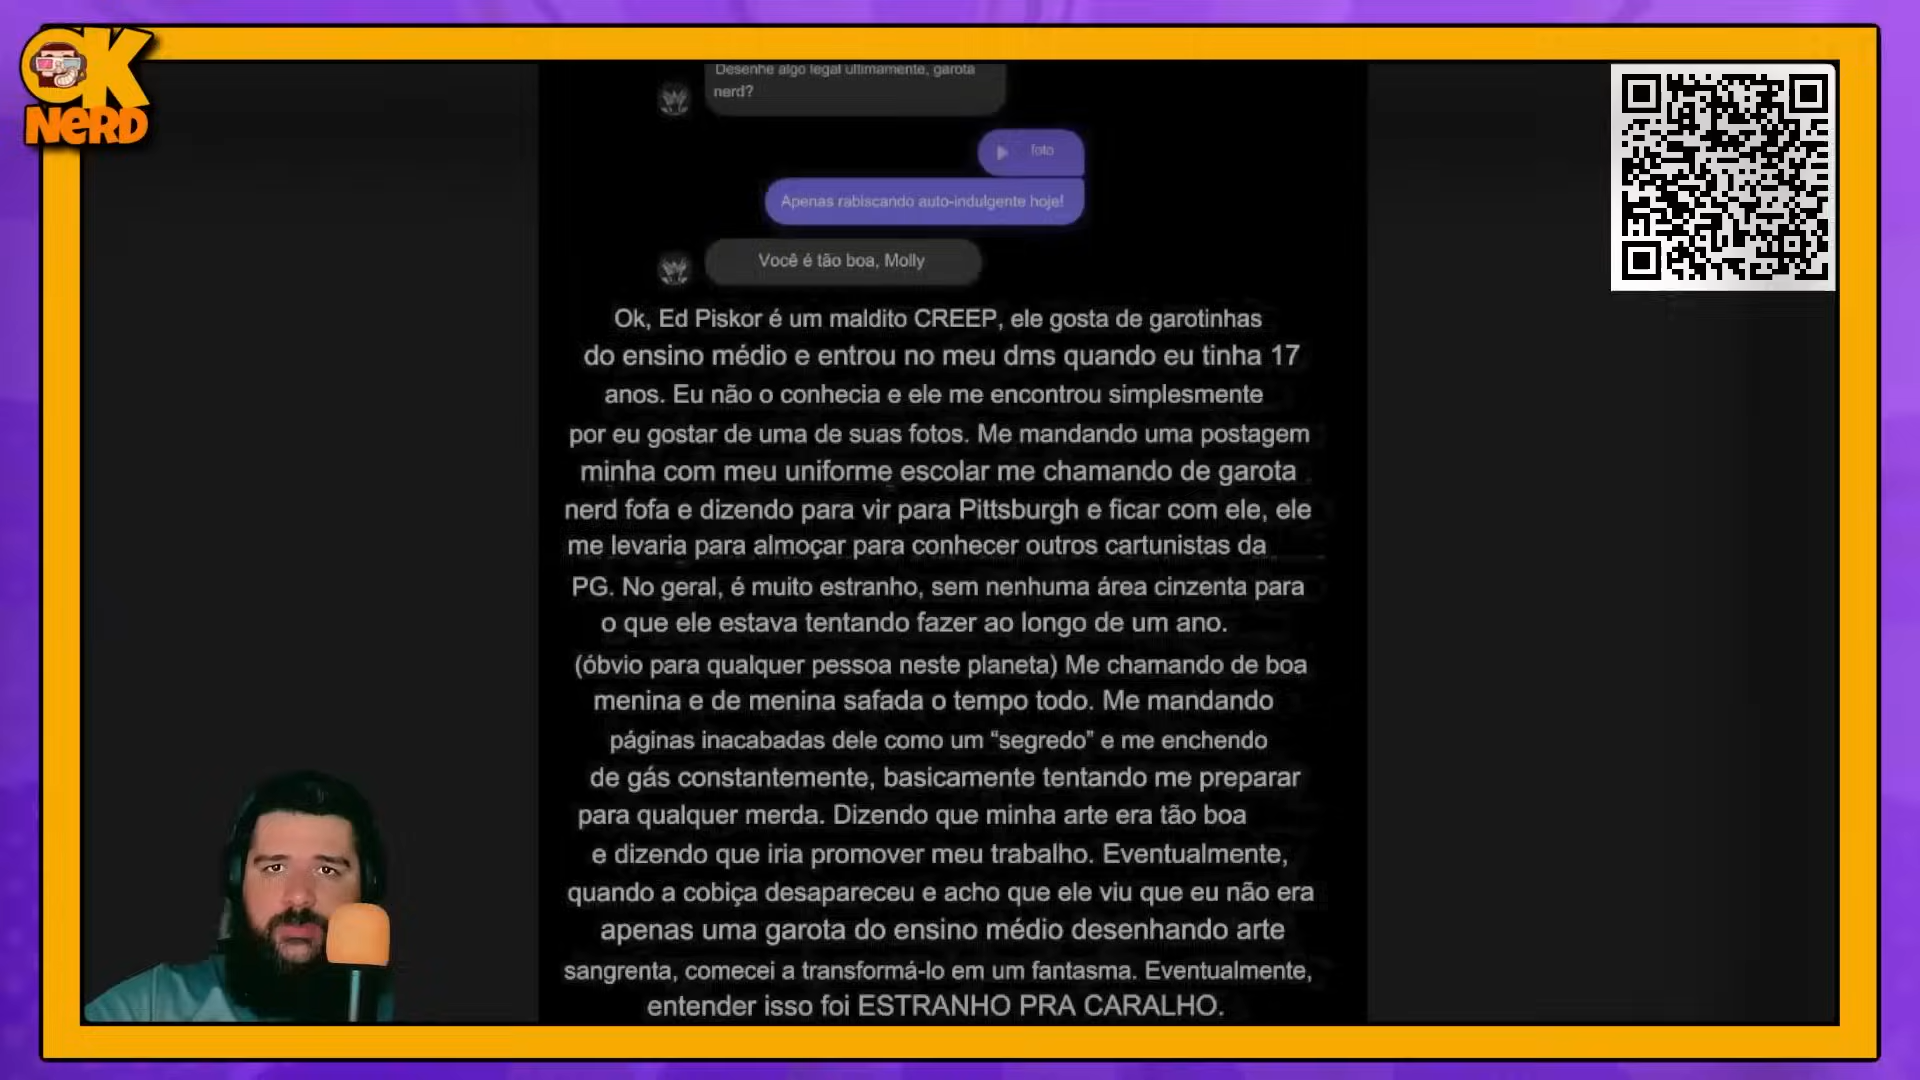 OK
NERD
Desenhe algo legal ultimamente, garota
nerd?
foto
Apenas rabiscando auto-indulgente hoje!
Você é tão boa, Molly
Ok, Ed Piskor é um maldito CREEP, ele gosta de garotinhas
do ensino médio e entrou no meu dms quando eu tinha 17
anos. Eu não o conhecia e ele me encontrou simplesmente
por eu gostar de uma de suas fotos. Me mandando uma postagem
minha com meu uniforme escolar me chamando de garota
nerd fofa e dizendo para vir para Pittsburgh e ficar com ele, ele
me levaria para almoçar para conhecer outros cartunistas da
PG. No geral, é muito estranho, sem nenhuma área cinzenta para
o que ele estava tentando fazer ao longo de um ano.
(óbvio para qualquer pessoa neste planeta) Me chamando de boa
menina e de menina safada o tempo todo. Me mandando
páginas inacabadas dele como um “segredo” e me enchendo
de gás constantemente, basicamente tentando me preparar
para qualquer merda. Dizendo que minha arte era tão boa
e dizendo que iria promover meu trabalho. Eventualmente,
quando a cobiça desapareceu e acho que ele viu que eu não era
apenas uma garota do ensino médio desenhando arte
sangrenta, comecei a transformá-lo em um fantasma. Eventualmente,
entender isso foi ESTRANHO PRA CARALHO.